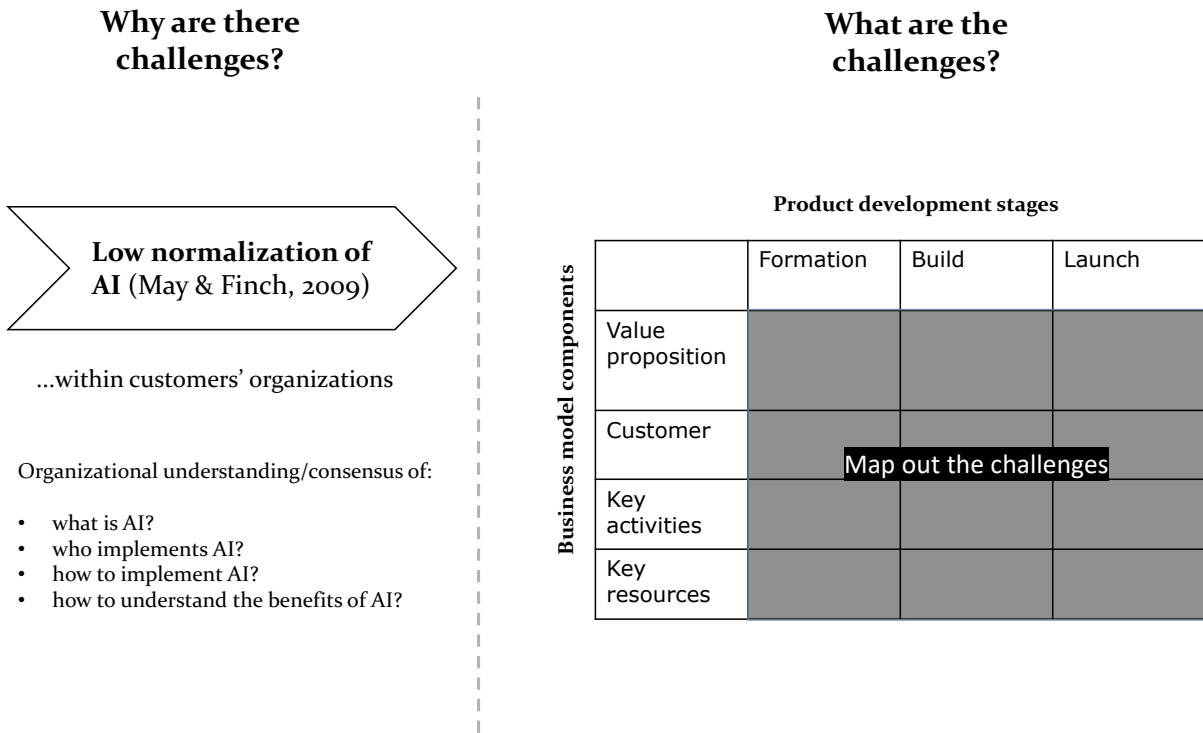 Why are there
challenges?
Low normalization of
AI (May & Finch, 2009)
...within customers’ organizations
Organizational understanding/consensus of:
• what is AI?
• who implements AI?
• how to implement AI?
• how to understand the benefits of AI?
What are the
challenges?
Product development stages
Business model components
Formation
Build
Launch
Value
proposition
Customer
Map out the challenges
Key
activities
Key
resources